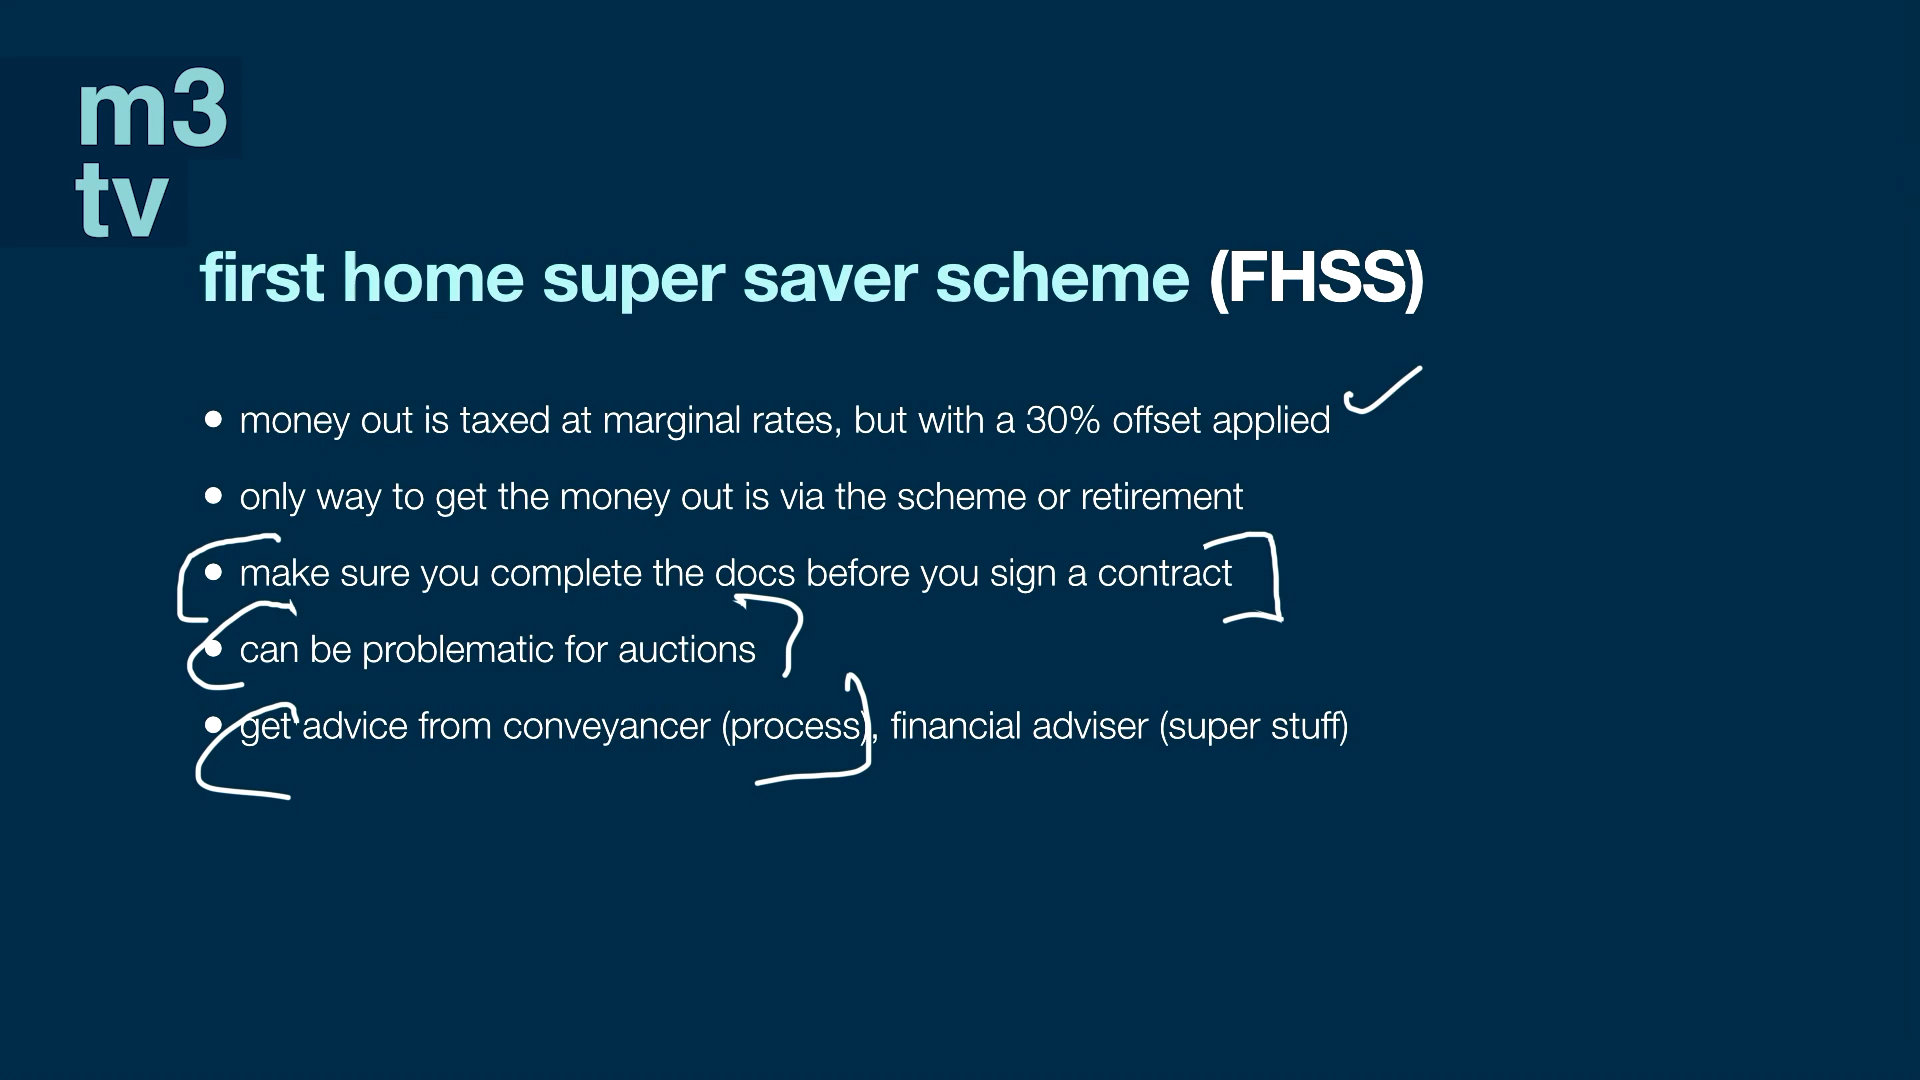 m3
tv
first home super saver scheme (FHSS)
• money out is taxed at marginal rates, but with a 30% offset applied
• only way to get the money out is via the scheme or retirement
• make sure you complete the docs before you sign a contract
• can be problematic for auctions
• get advice from conveyancer (process), financial adviser (super stuff)